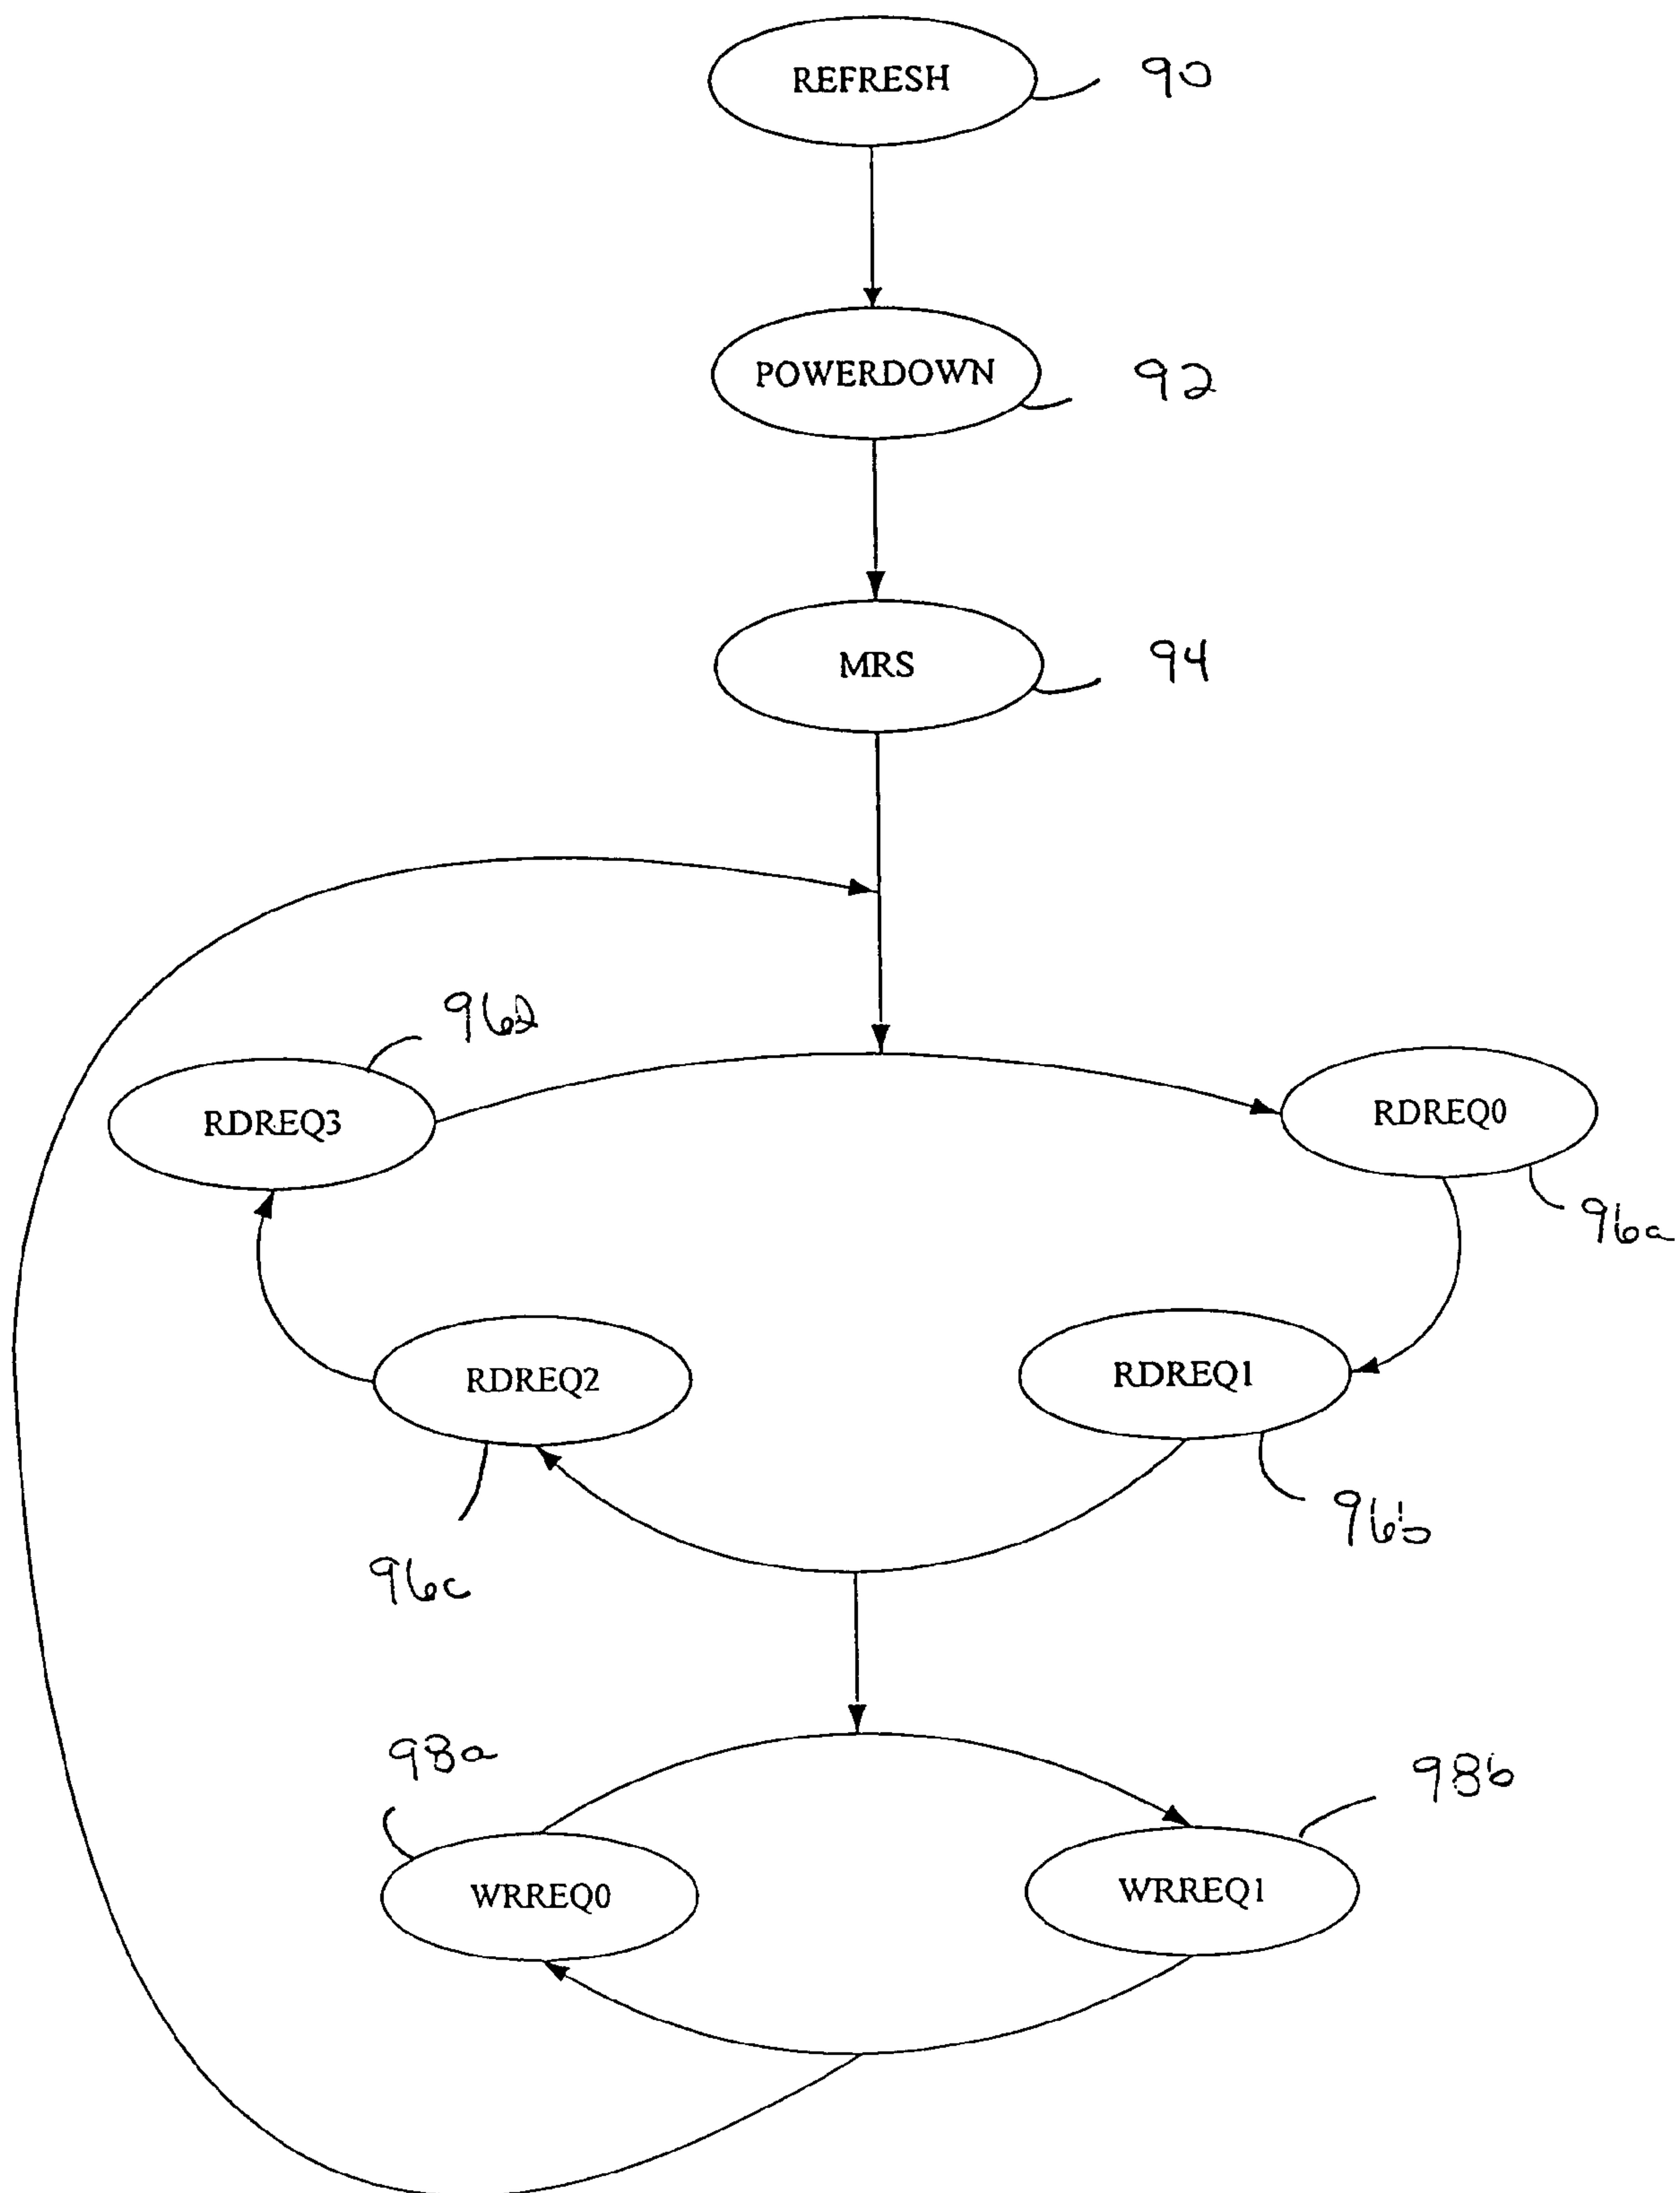 REFRESH 90
POWERDOWN 92
MRS 94
96d
RDREQ3
RDREQ0
96a
RDREQ2
RDREQ1
96b
96c
98a
98b
WRREQ0
WRREQ1